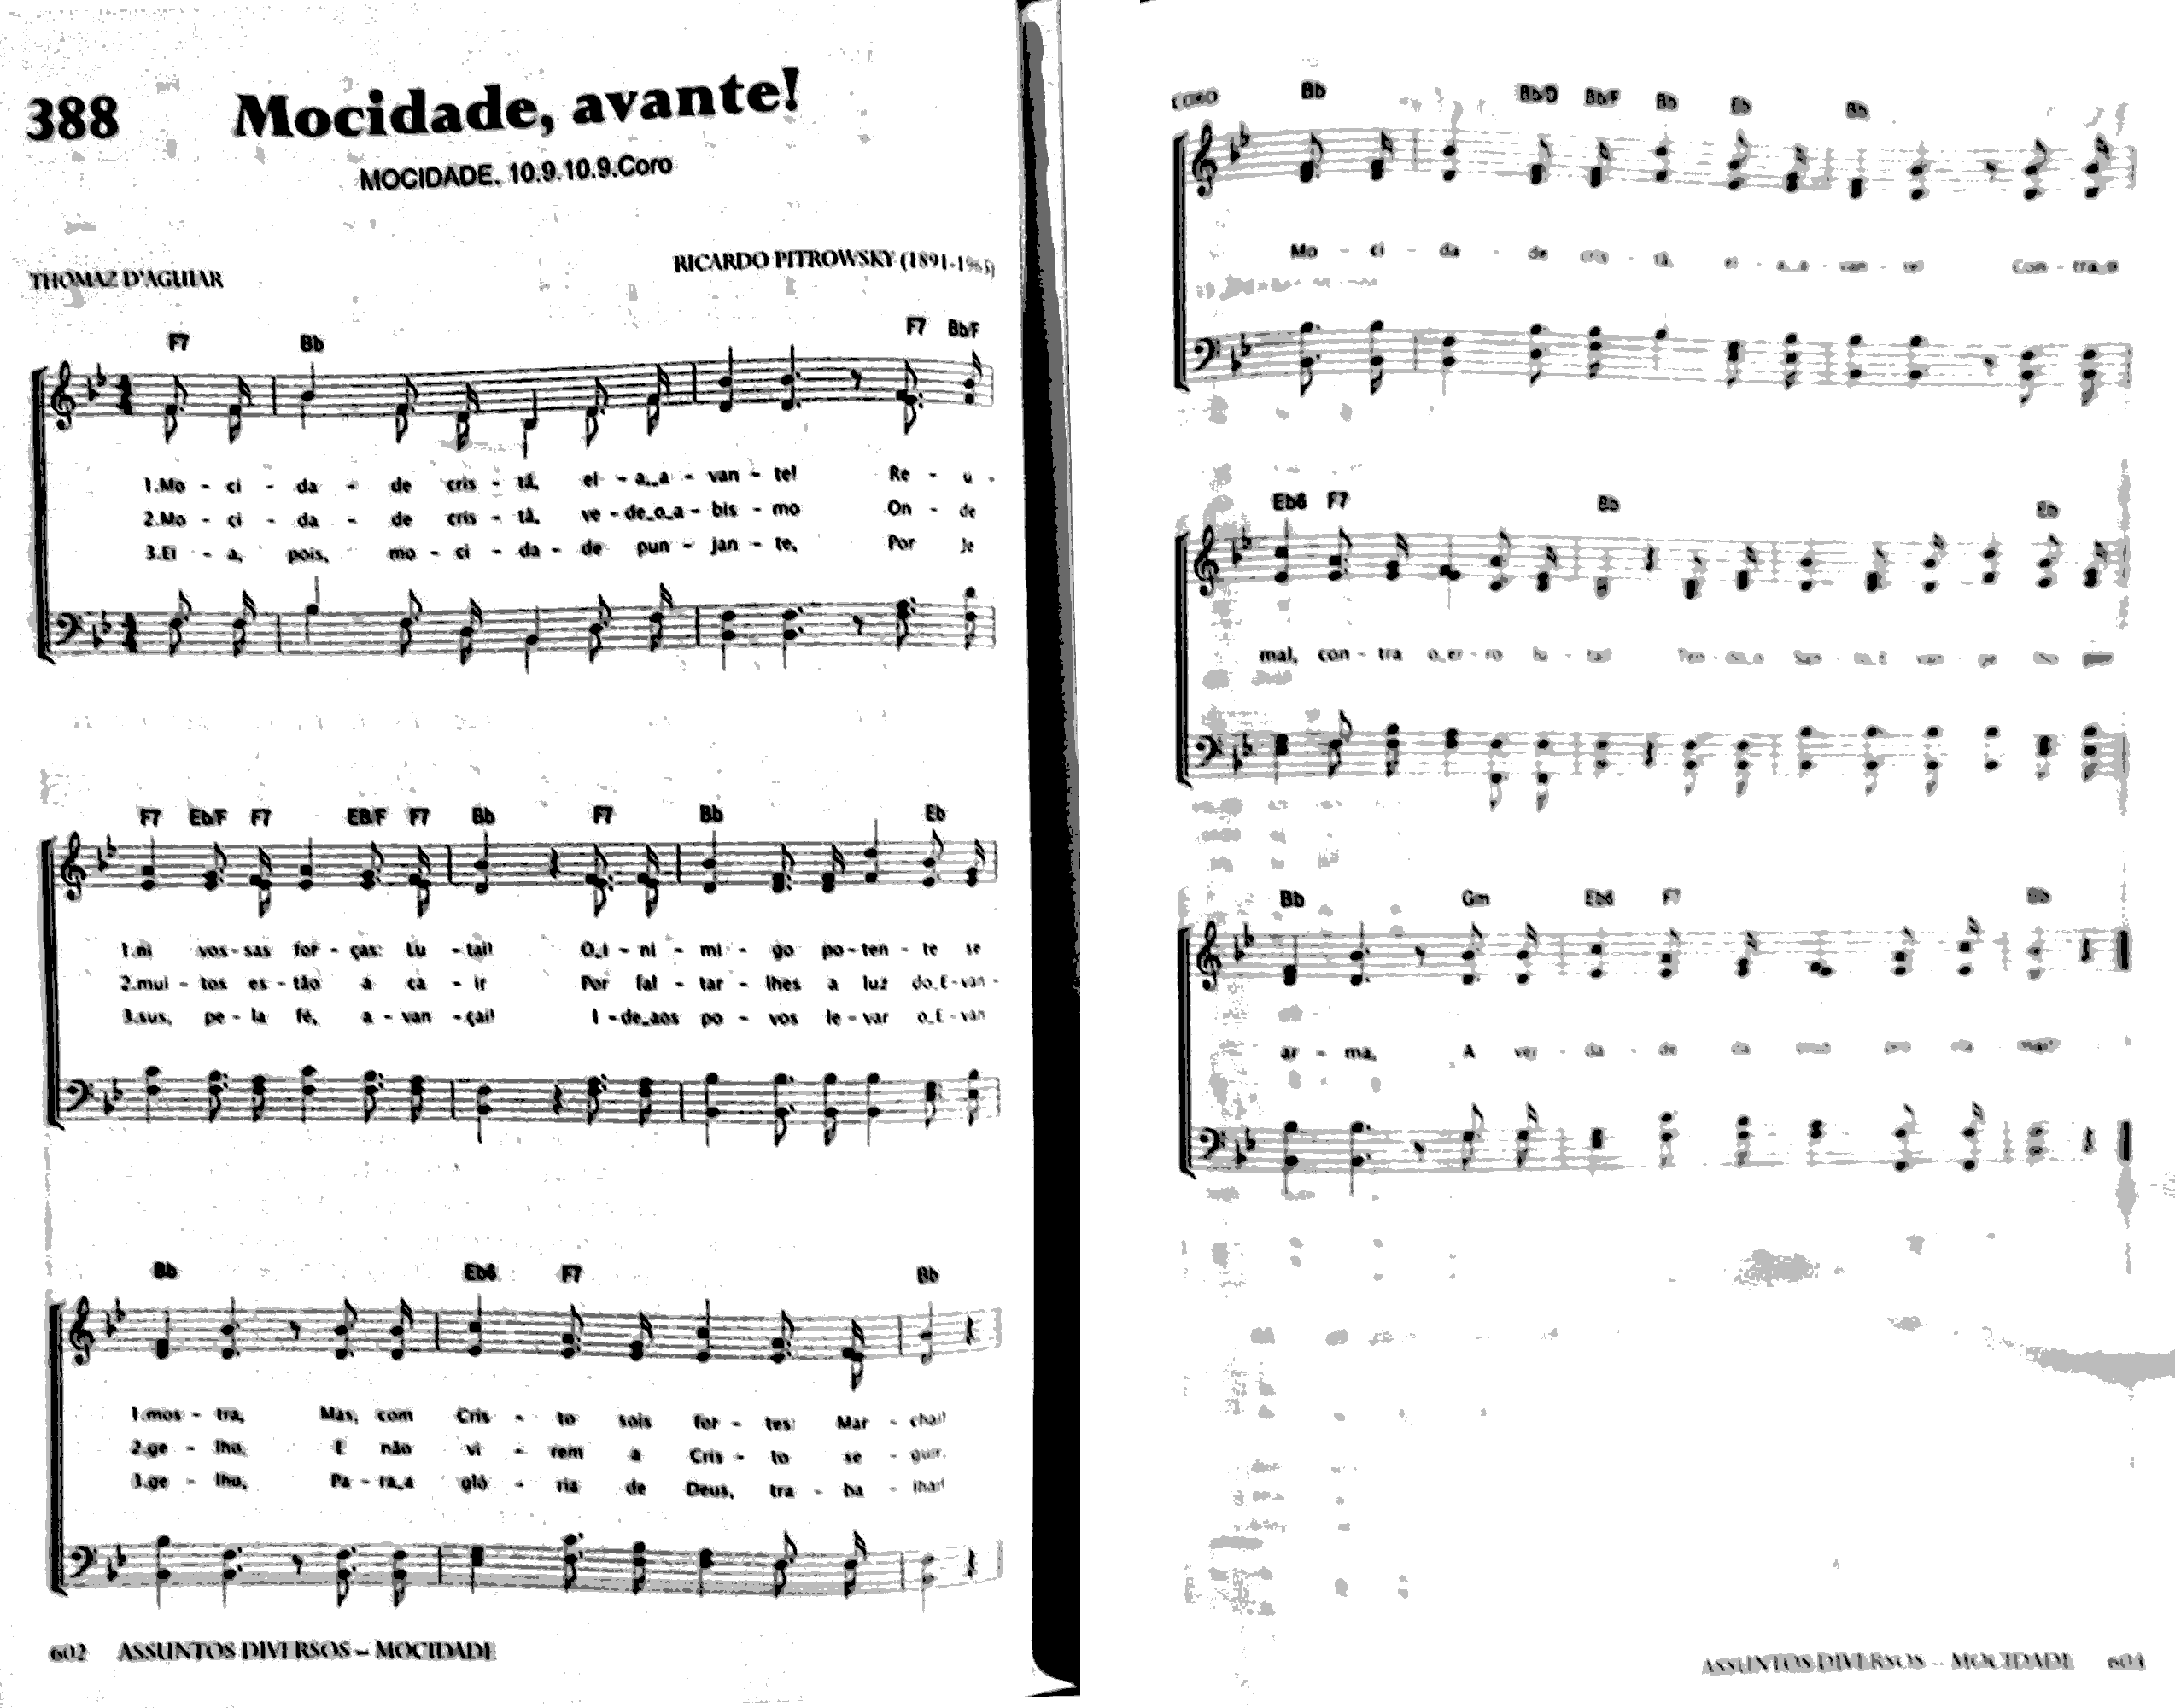 388 Mocidade, avante!
MOCIDADE. 10.9.10.9.Coro
THOMAZ D'AGUIAR
RICARDO PITROWSKY (1891-1965)
F7 Bb F7 Bb/F
1.Mo - ci - da - de cris - tã, ei - a_a - van - te! Re - u -
2.Mo - ci - da - de cris - tã, ve - de_o_a - bis - mo On - de
3.Ei - a, pois, mo - ci - da - de pun - jan - te, Por Je
F7 Eb/F F7 EB/F F7 Bb F7 Bb Eb
1.ni vos - sas for - ças: Lu - tai! O_i - ni - mi - go po - ten - te se
2.mui - tos es - tão a ca - ir Por fal - tar - lhes a luz do_E - van -
3.sus, pe - la fé, a - van - çai! I - de_aos po - vos le - var o_E - van
Bb Eb6 F7 Bb
1.mos - tra, Mas, com Cris - to sois for - tes: Mar - chai!
2.ge - lho, E não vi - rem a Cris - to se - guir.
3.ge - lho, Pa - ra_a gló - ria de Deus, tra - ba - lhai!
602 ASSUNTOS DIVERSOS – MOCIDADE
CORO Bb Bb/D Bb/F Bb Eb Bb
Mo - ci - da - de cris - tã, ei - a_a - van - te! Con - tra_o
Eb6 F7 Bb Eb
mal, con - tra o_er - ro lu - tai!
Bb Gm Eb6 F7 Bb
ar - ma, A ver - da - de
ASSUNTOS DIVERSOS – MOCIDADE